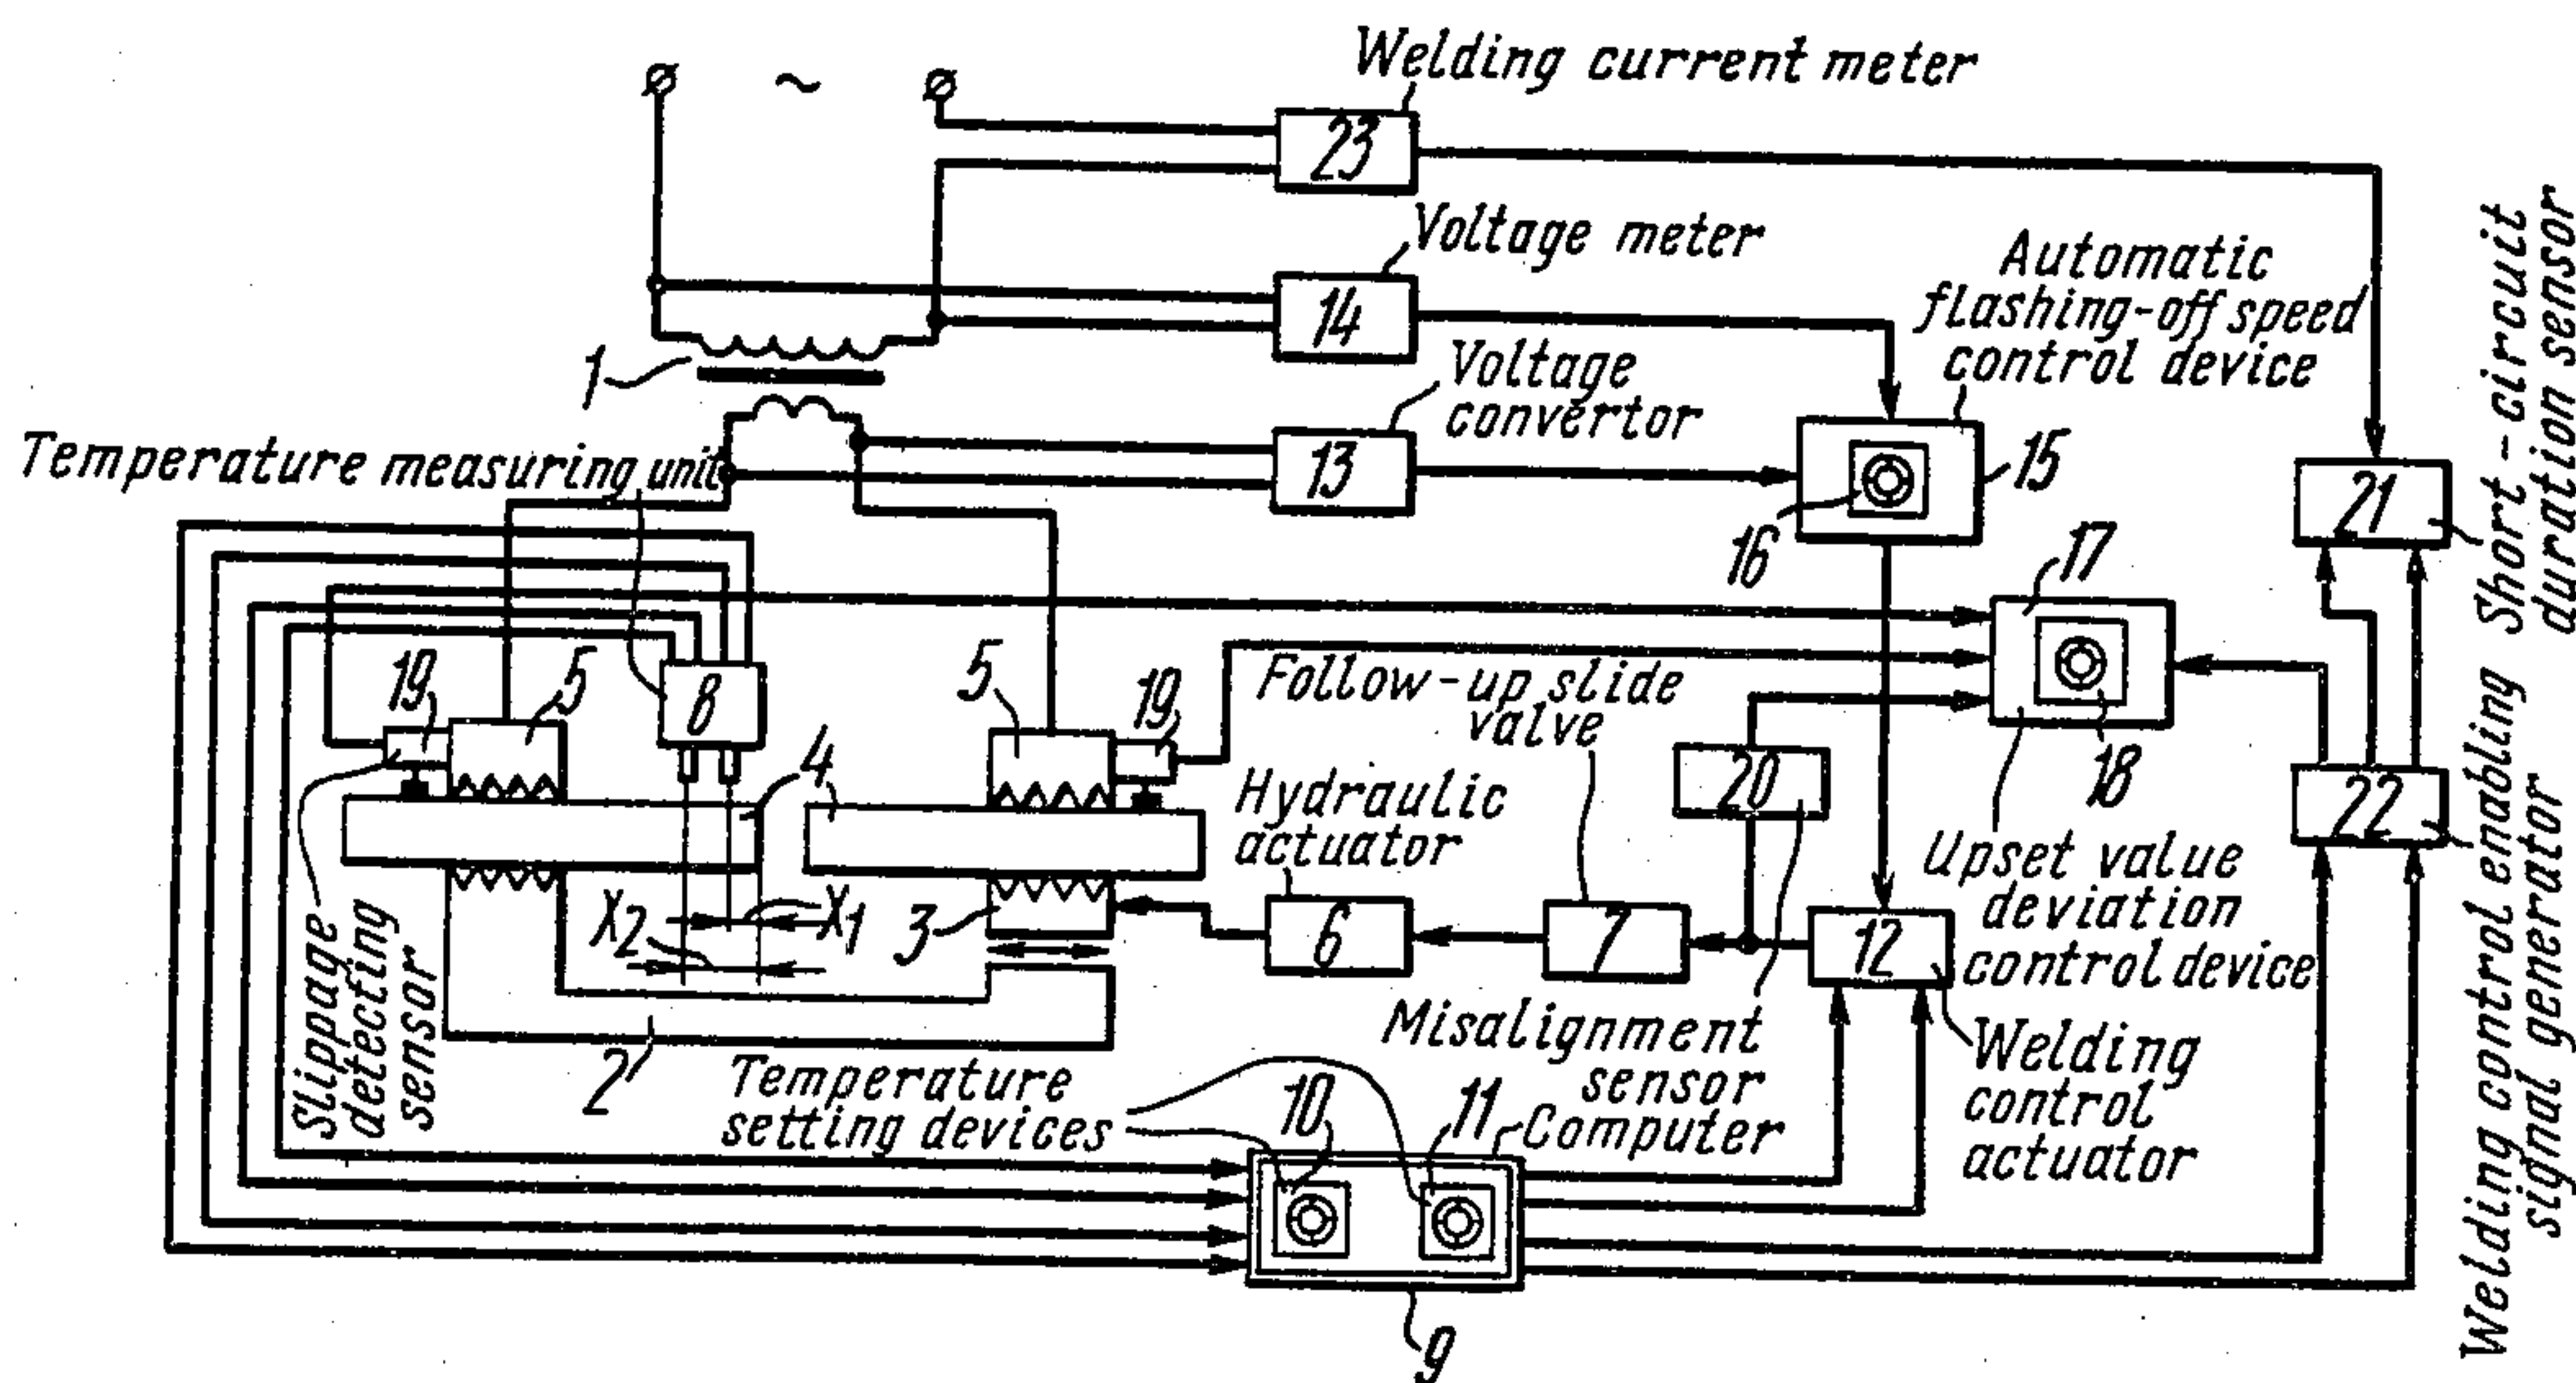 Welding current meter
~
23
Voltage meter
14
Automatic
flashing-off speed
control device
Short-circuit
duration sensor
1
Voltage
convertor
Temperature measuring unit
13
15
16
21
17
19
5
8
5
19
Follow-up slide
valve
18
4
20
22
Hydraulic
actuator
Upset value
deviation
control device
Welding control enabling
signal generator
X2
X1
3
6
7
12
Slippage
detecting
sensor
2
Misalignment
sensor
Welding
control
actuator
Temperature
setting devices
10
11
Computer
9